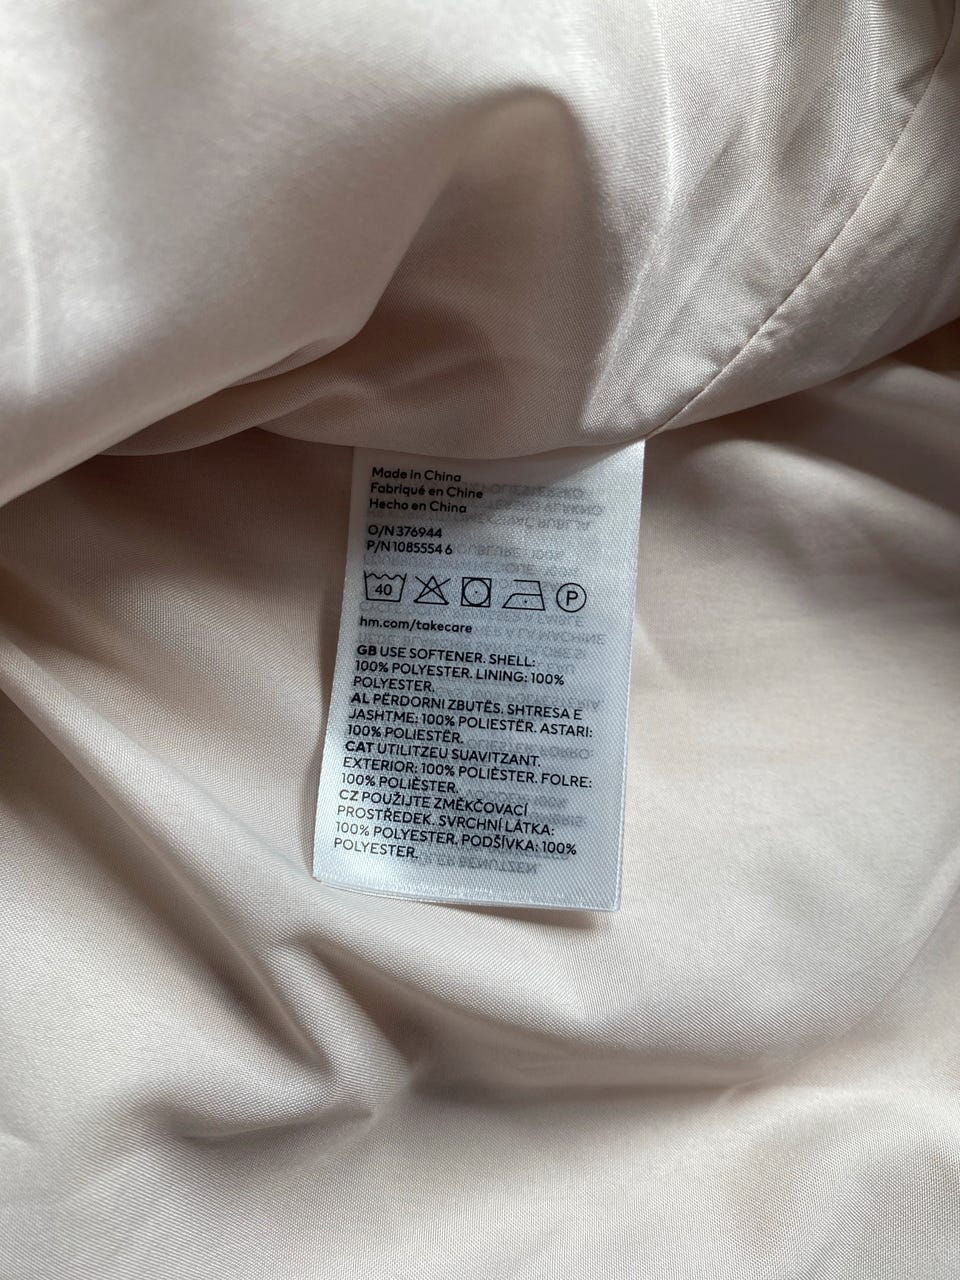 Made in China
Fabriqué en Chine
Hecho en China
O/N 376944
P/N 1085554 6
40 P
hm.com/takecare
GB USE SOFTENER. SHELL:
100% POLYESTER. LINING: 100%
POLYESTER.
AL PËRDORNI ZBUTËS. SHTRESA E
JASHTME: 100% POLIESTËR. ASTARI:
100% POLIESTËR.
CAT UTILITZEU SUAVITZANT.
EXTERIOR: 100% POLIÈSTER. FOLRE:
100% POLIÈSTER.
CZ POUŽIJTE ZMĚKČOVACÍ
PROSTŘEDEK. SVRCHNÍ LÁTKA:
100% POLYESTER. PODŠÍVKA: 100%
POLYESTER.